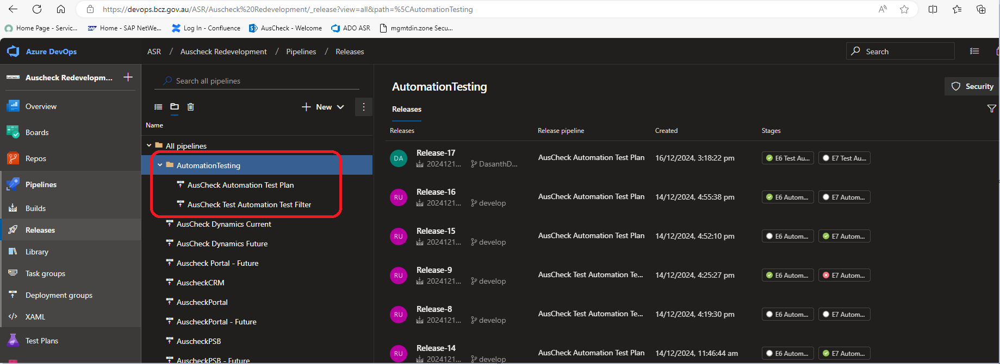 https://devops.bcz.gov.au/ASR/Auscheck%20Redevelopment/_release?view=all&path=%5CAutomationTesting
Home Page - Servic...
Home - SAP NetWe...
Log In - Confluence
AusCheck - Welcome
ADO ASR
mgmtdin.zone Secu...
Azure DevOps
ASR / Auscheck Redevelopment / Pipelines / Releases
Search
Auscheck Redevelopm...
Overview
Boards
Repos
Pipelines
Builds
Releases
Library
Task groups
Deployment groups
XAML
Test Plans
Search all pipelines
New
Name
All pipelines
AutomationTesting
AusCheck Automation Test Plan
AusCheck Test Automation Test Filter
AusCheck Dynamics Current
AusCheck Dynamics Future
Auscheck Portal - Future
AuscheckCRM
AuscheckPortal
AuscheckPortal - Future
AuscheckPSB
AuscheckPSB - Future
AutomationTesting
Security
Releases
Releases Release pipeline Created Stages
DA Release-17 AusCheck Automation Test Plan 16/12/2024, 3:18:22 pm E6 Test Au... E7 Test Au...
2024121... DasanthD...
RU Release-16 AusCheck Automation Test Plan 14/12/2024, 4:55:38 pm E6 Autom... E7 Autom...
2024121... develop
RU Release-15 AusCheck Automation Test Plan 14/12/2024, 4:52:10 pm E6 Autom... E7 Autom...
2024121... develop
RU Release-9 AusCheck Test Automation Te... 14/12/2024, 4:25:27 pm E6 Autom... E7 Autom...
2024121... develop
RU Release-8 AusCheck Test Automation Te... 14/12/2024, 4:19:30 pm E6 Autom... E7 Autom...
2024121... develop
RU Release-14 AusCheck Automation Test Plan 14/12/2024, 11:46:44 am E6 Autom... E7 Autom...
2024121... develop